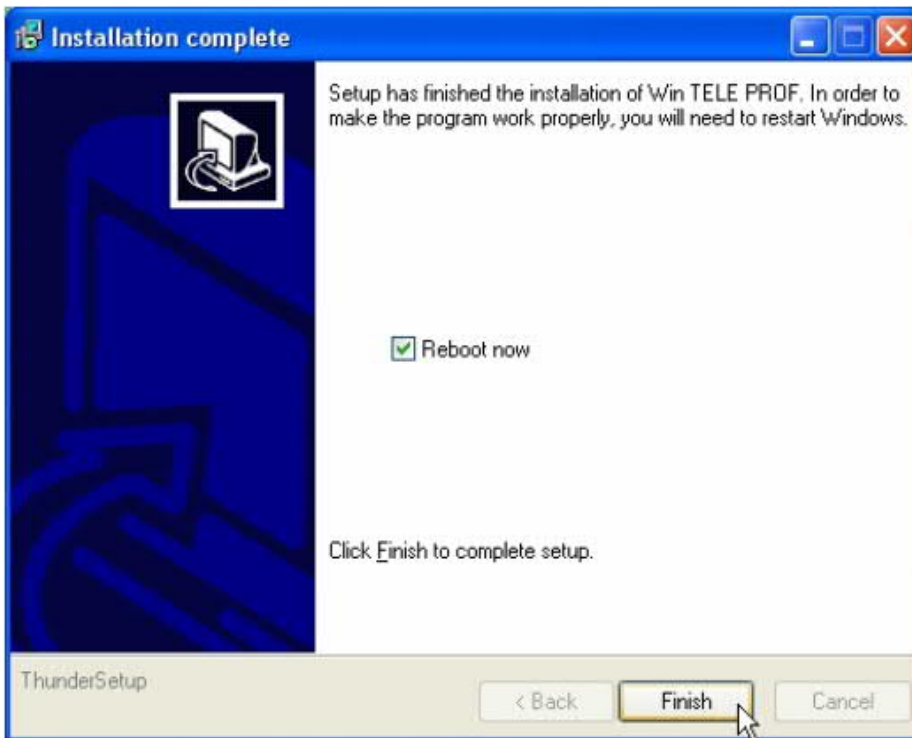 Installation complete
Setup has finished the installation of Win TELE PROF. In order to
make the program work properly, you will need to restart Windows.
Reboot now
Click Finish to complete setup.
ThunderSetup
< Back
Finish
Cancel